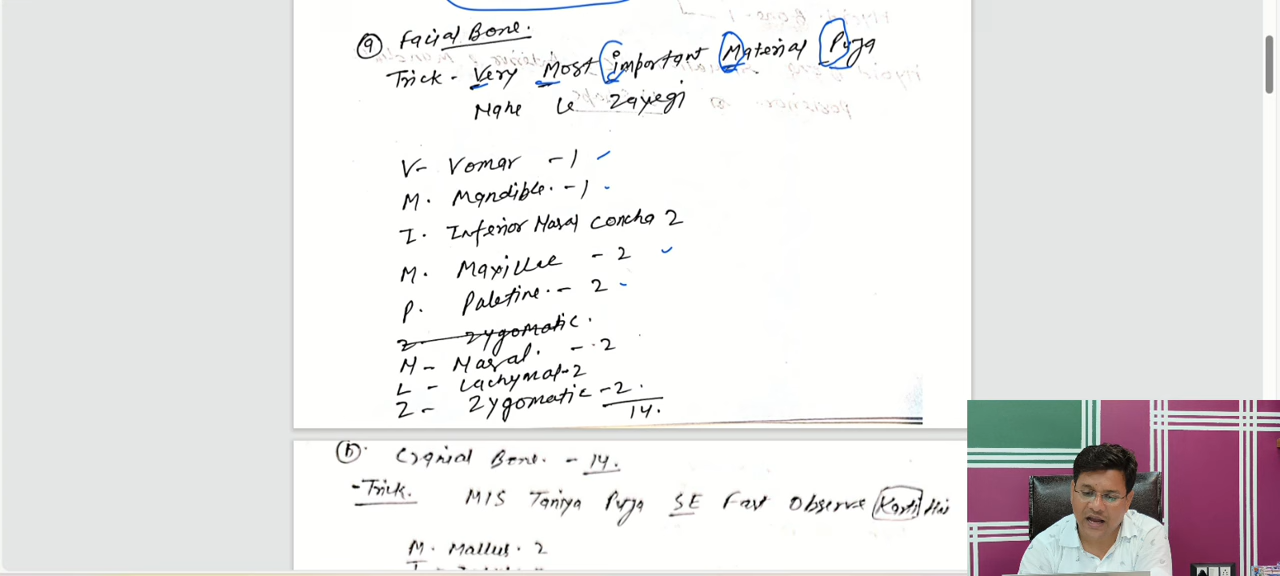 (a) Facial Bone.
Trick - Very Most important Material Puja
Nahe Le Zayegi
V- Vomar -1
M. Mandible. -1
I. Inferior Nasal Concha 2
M. Maxillae - 2
P. Paletine. - 2
Z Zygomatic.
N- Nasal. - 2
L - Lachymal-2
Z - Zygomatic -2.
14.
(b). Cranial Bone. - 14.
-Trick. MIS Taniya Puja SE Fast Observe Karti Hai
M. Mallus. 2